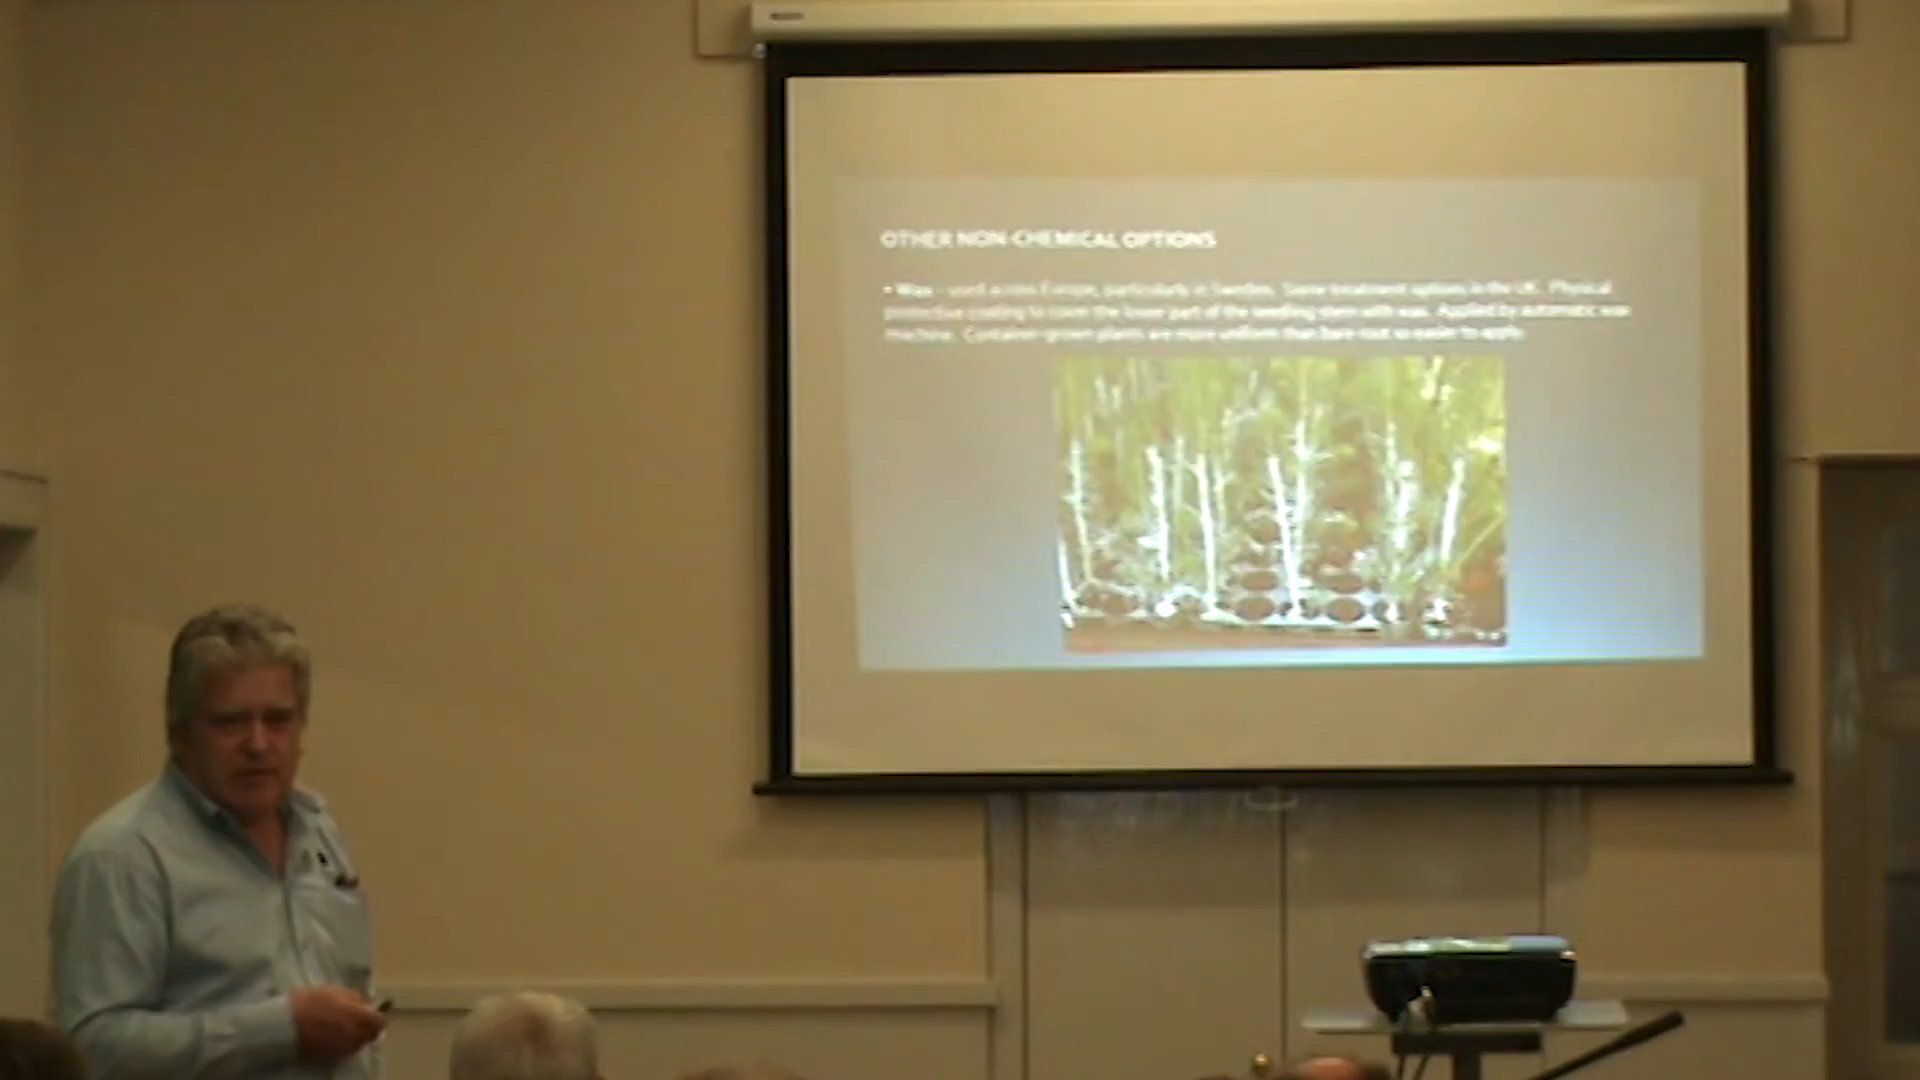 OTHER NON-CHEMICAL OPTIONS
• Wax - used across Europe, particularly in Sweden. Some treatment options in the UK. Physical
protective coating to cover the lower part of the seedling stem with wax. Applied by automatic wax
machine. Container-grown plants are more uniform than bare root so easier to apply.